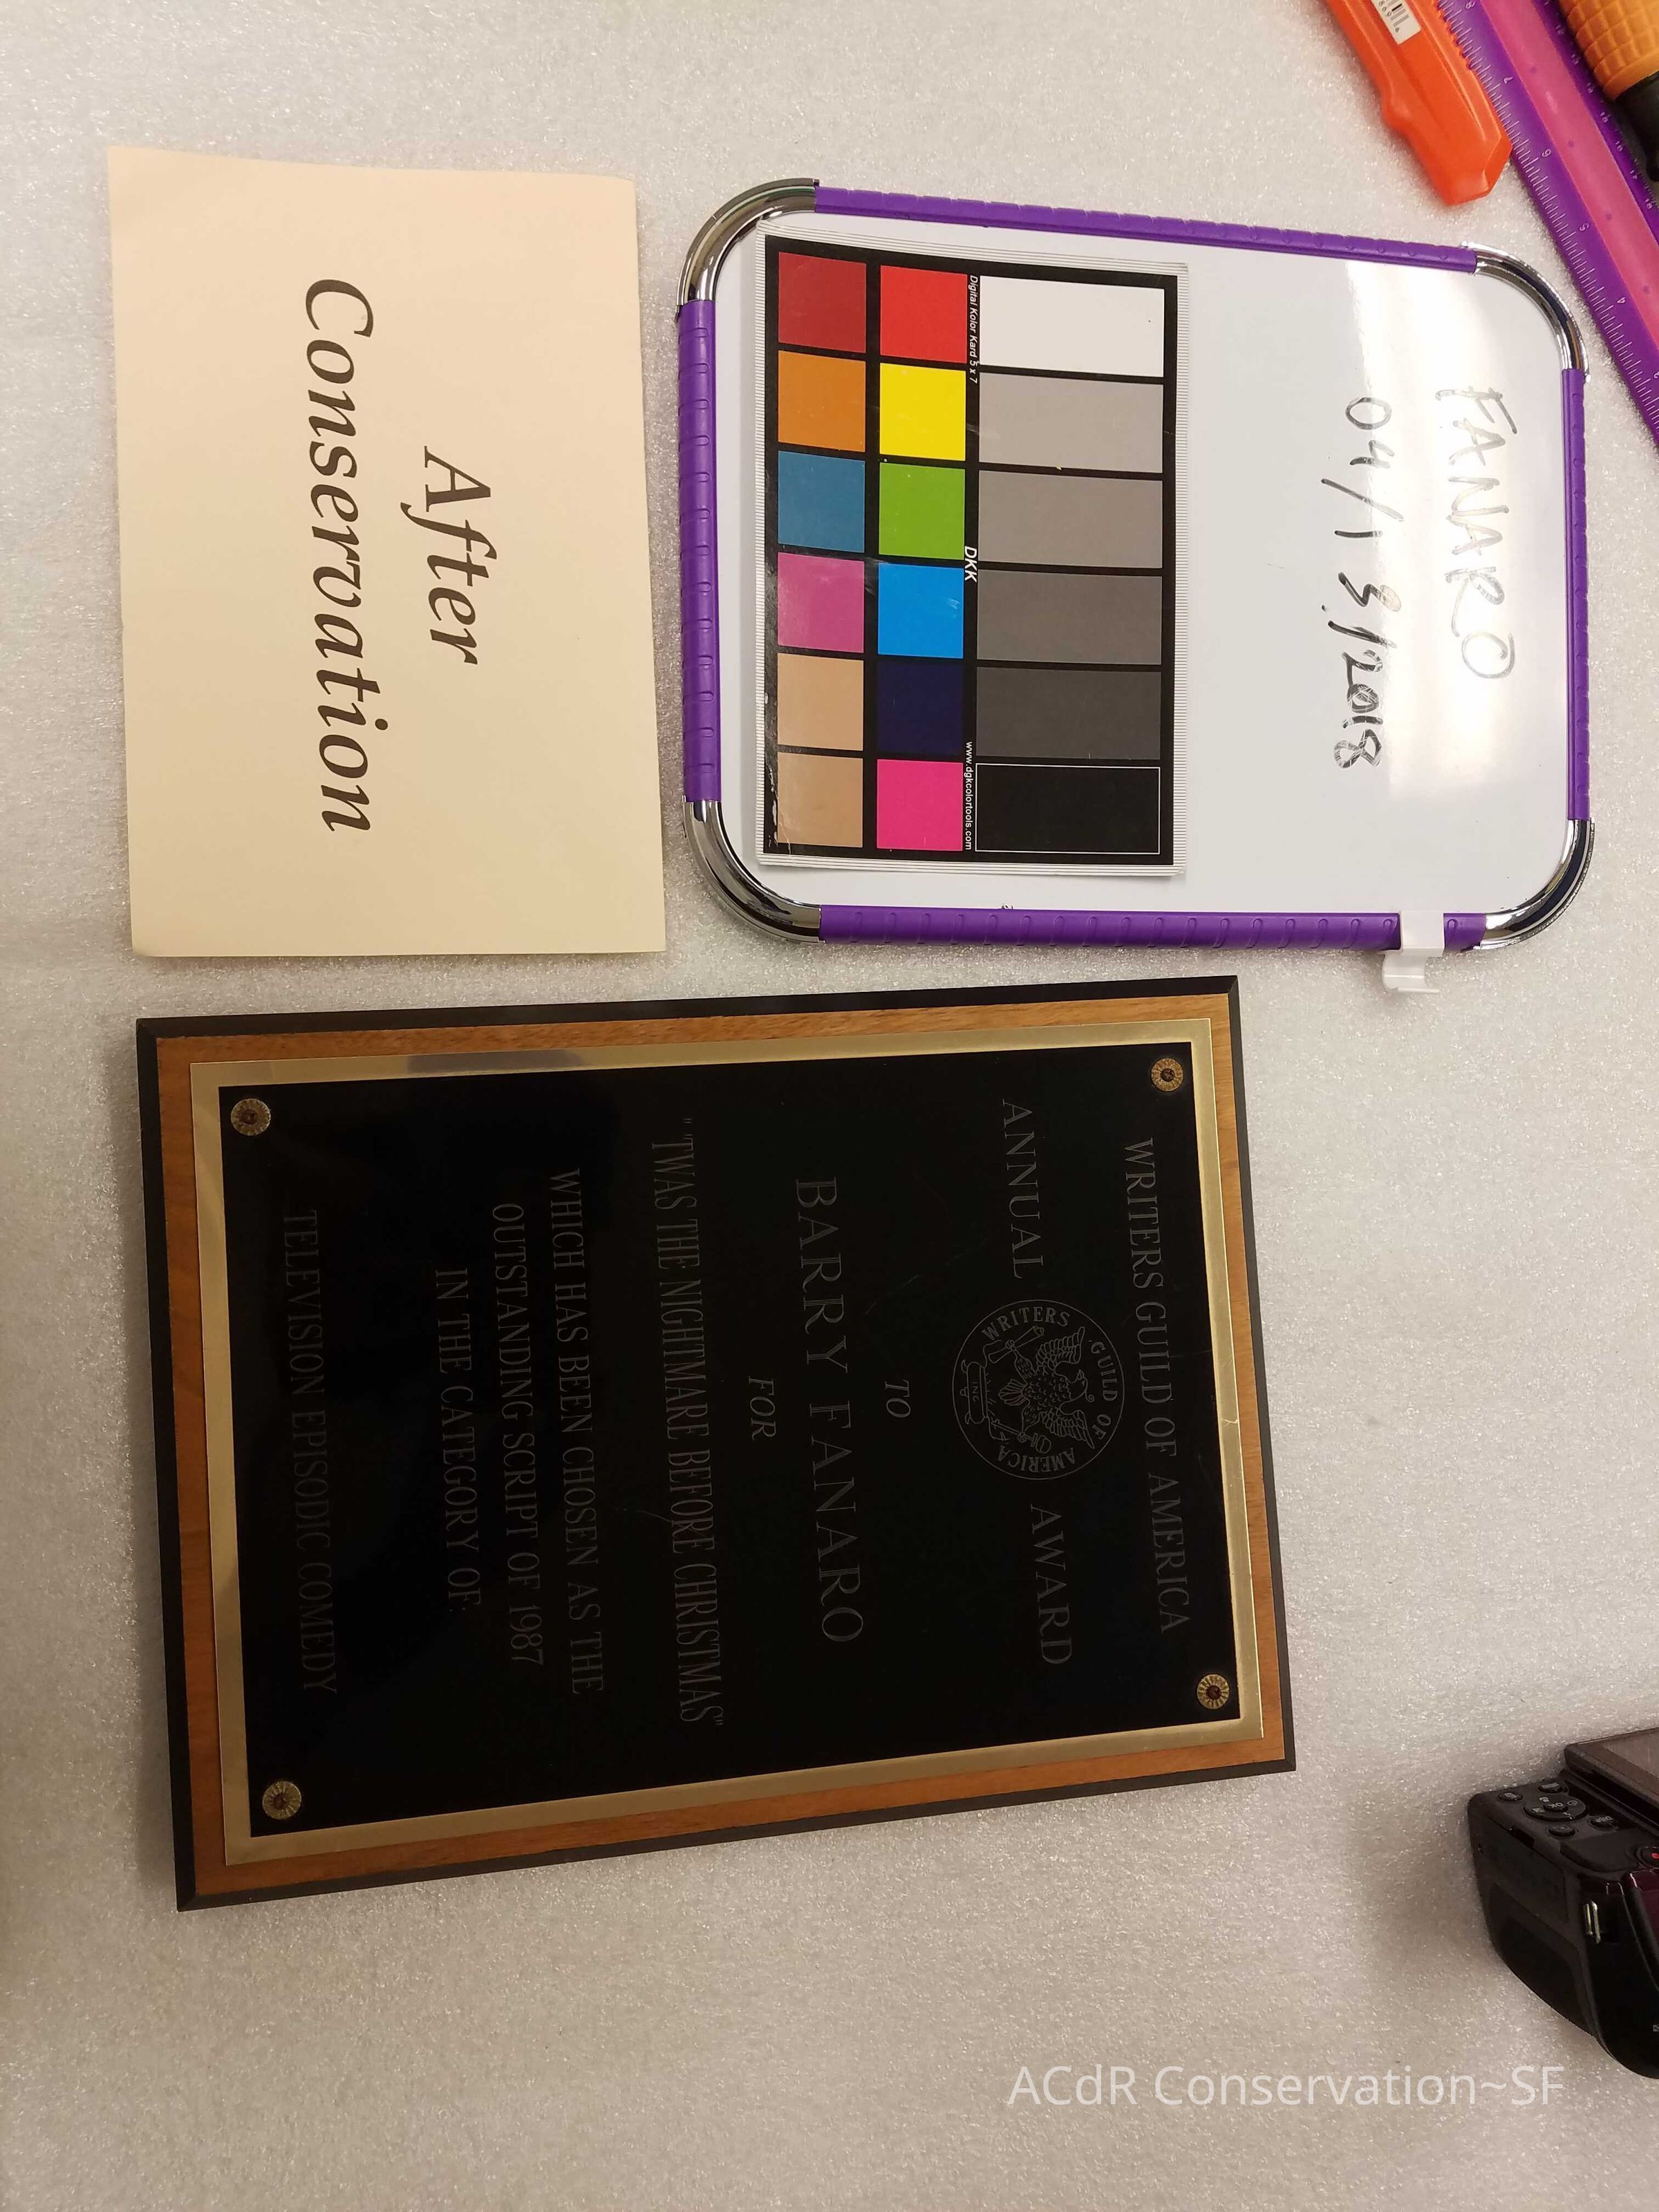 FANARO
04/13/2018
Digital Kolor Kard 5 x 7
DKK
www.dgkcolortools.com
After
Conservation
WRITERS GUILD OF AMERICA
ANNUAL AWARD
WRITERS GUILD OF AMERICA
INC
TO
BARRY FANARO
FOR
"'TWAS THE NIGHTMARE BEFORE CHRISTMAS"
WHICH HAS BEEN CHOSEN AS THE
OUTSTANDING SCRIPT OF 1987
IN THE CATEGORY OF:
TELEVISION EPISODIC COMEDY
ACdR Conservation~SF